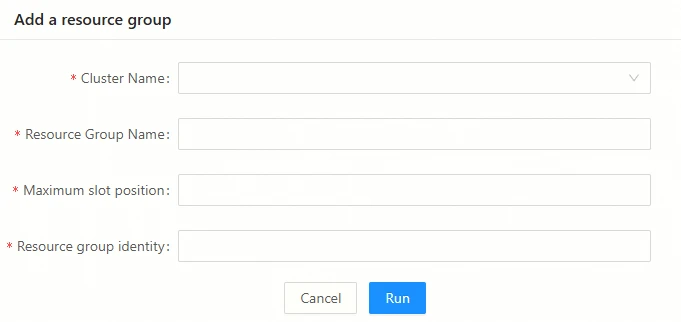 Add a resource group
* Cluster Name:
* Resource Group Name:
* Maximum slot position:
* Resource group identity:
Cancel Run